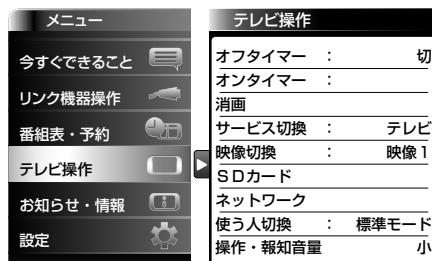 メニュー
今すぐできること
リンク機器操作
番組表・予約
テレビ操作
お知らせ・情報
設定
テレビ操作
オフタイマー ： 切
オンタイマー ：
消画
サービス切換 ： テレビ
映像切換 ： 映像１
ＳＤカード
ネットワーク
使う人切換 ： 標準モード
操作・報知音量 小